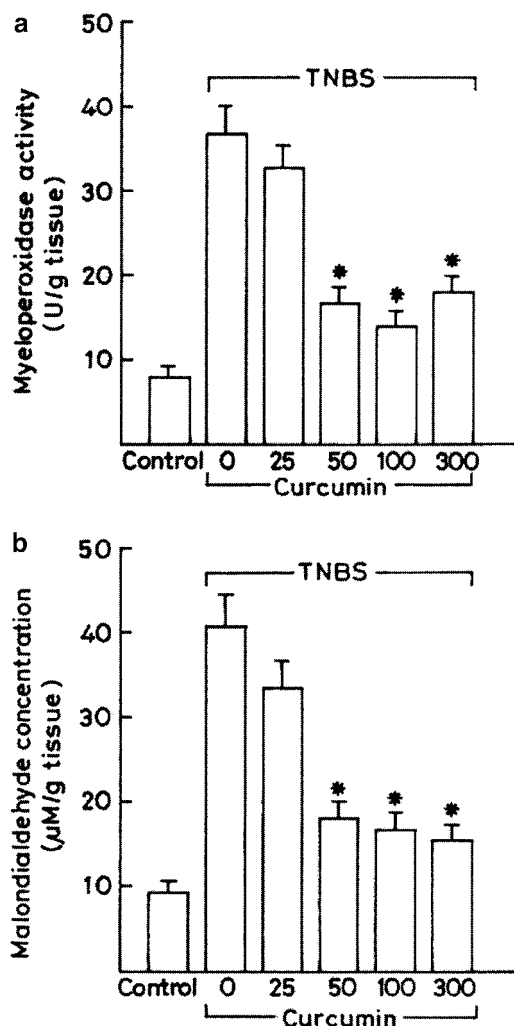 a
Myeloperoxidase activity
(U/g tissue)
50
40
30
20
10
TNBS
* * *
Control 0 25 50 100 300
Curcumin
b
Malondialdehyde concentration
(µM/g tissue)
50
40
30
20
10
TNBS
* * *
Control 0 25 50 100 300
Curcumin